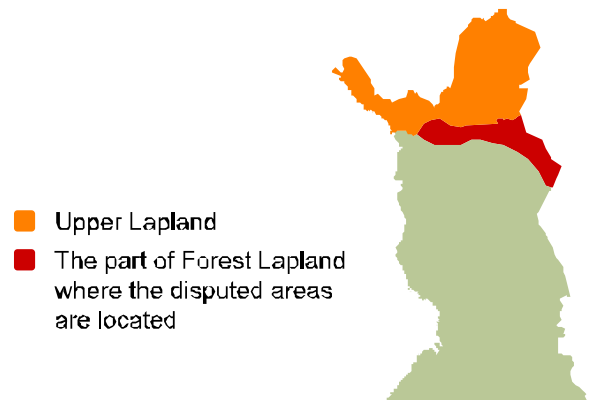 Upper Lapland
The part of Forest Lapland
where the disputed areas
are located